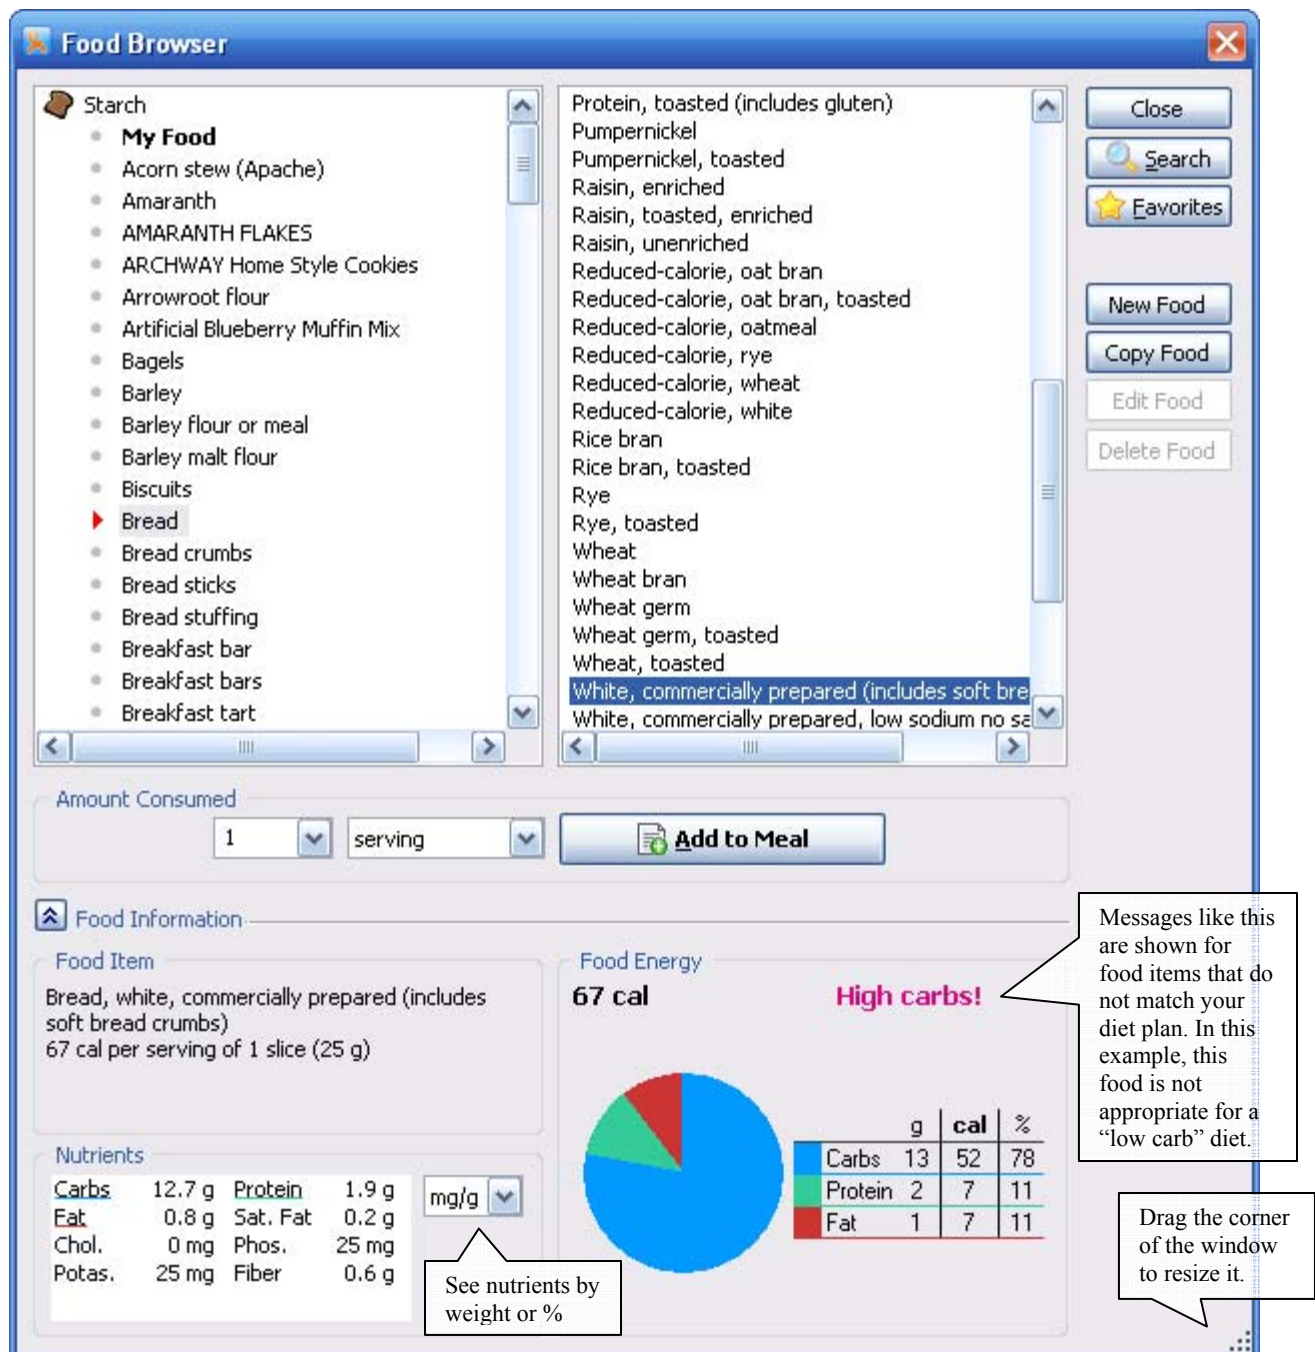 Food Browser
Starch
My Food
Acorn stew (Apache)
Amaranth
AMARANTH FLAKES
ARCHWAY Home Style Cookies
Arrowroot flour
Artificial Blueberry Muffin Mix
Bagels
Barley
Barley flour or meal
Barley malt flour
Biscuits
Bread
Bread crumbs
Bread sticks
Bread stuffing
Breakfast bar
Breakfast bars
Breakfast tart
Protein, toasted (includes gluten)
Pumpernickel
Pumpernickel, toasted
Raisin, enriched
Raisin, toasted, enriched
Raisin, unenriched
Reduced-calorie, oat bran
Reduced-calorie, oat bran, toasted
Reduced-calorie, oatmeal
Reduced-calorie, rye
Reduced-calorie, wheat
Reduced-calorie, white
Rice bran
Rice bran, toasted
Rye
Rye, toasted
Wheat
Wheat bran
Wheat germ
Wheat germ, toasted
Wheat, toasted
White, commercially prepared (includes soft bre
White, commercially prepared, low sodium no sa
Close
Search
Favorites
New Food
Copy Food
Edit Food
Delete Food
Amount Consumed
1 serving Add to Meal
Food Information
Food Item
Bread, white, commercially prepared (includes
soft bread crumbs)
67 cal per serving of 1 slice (25 g)
Nutrients
Carbs 12.7 g Protein 1.9 g
Fat 0.8 g Sat. Fat 0.2 g
Chol. 0 mg Phos. 25 mg
Potas. 25 mg Fiber 0.6 g
mg/g
See nutrients by
weight or %
Food Energy
67 cal High carbs!
g cal %
Carbs 13 52 78
Protein 2 7 11
Fat 1 7 11
Messages like this
are shown for
food items that do
not match your
diet plan. In this
example, this
food is not
appropriate for a
“low carb” diet.
Drag the corner
of the window
to resize it.